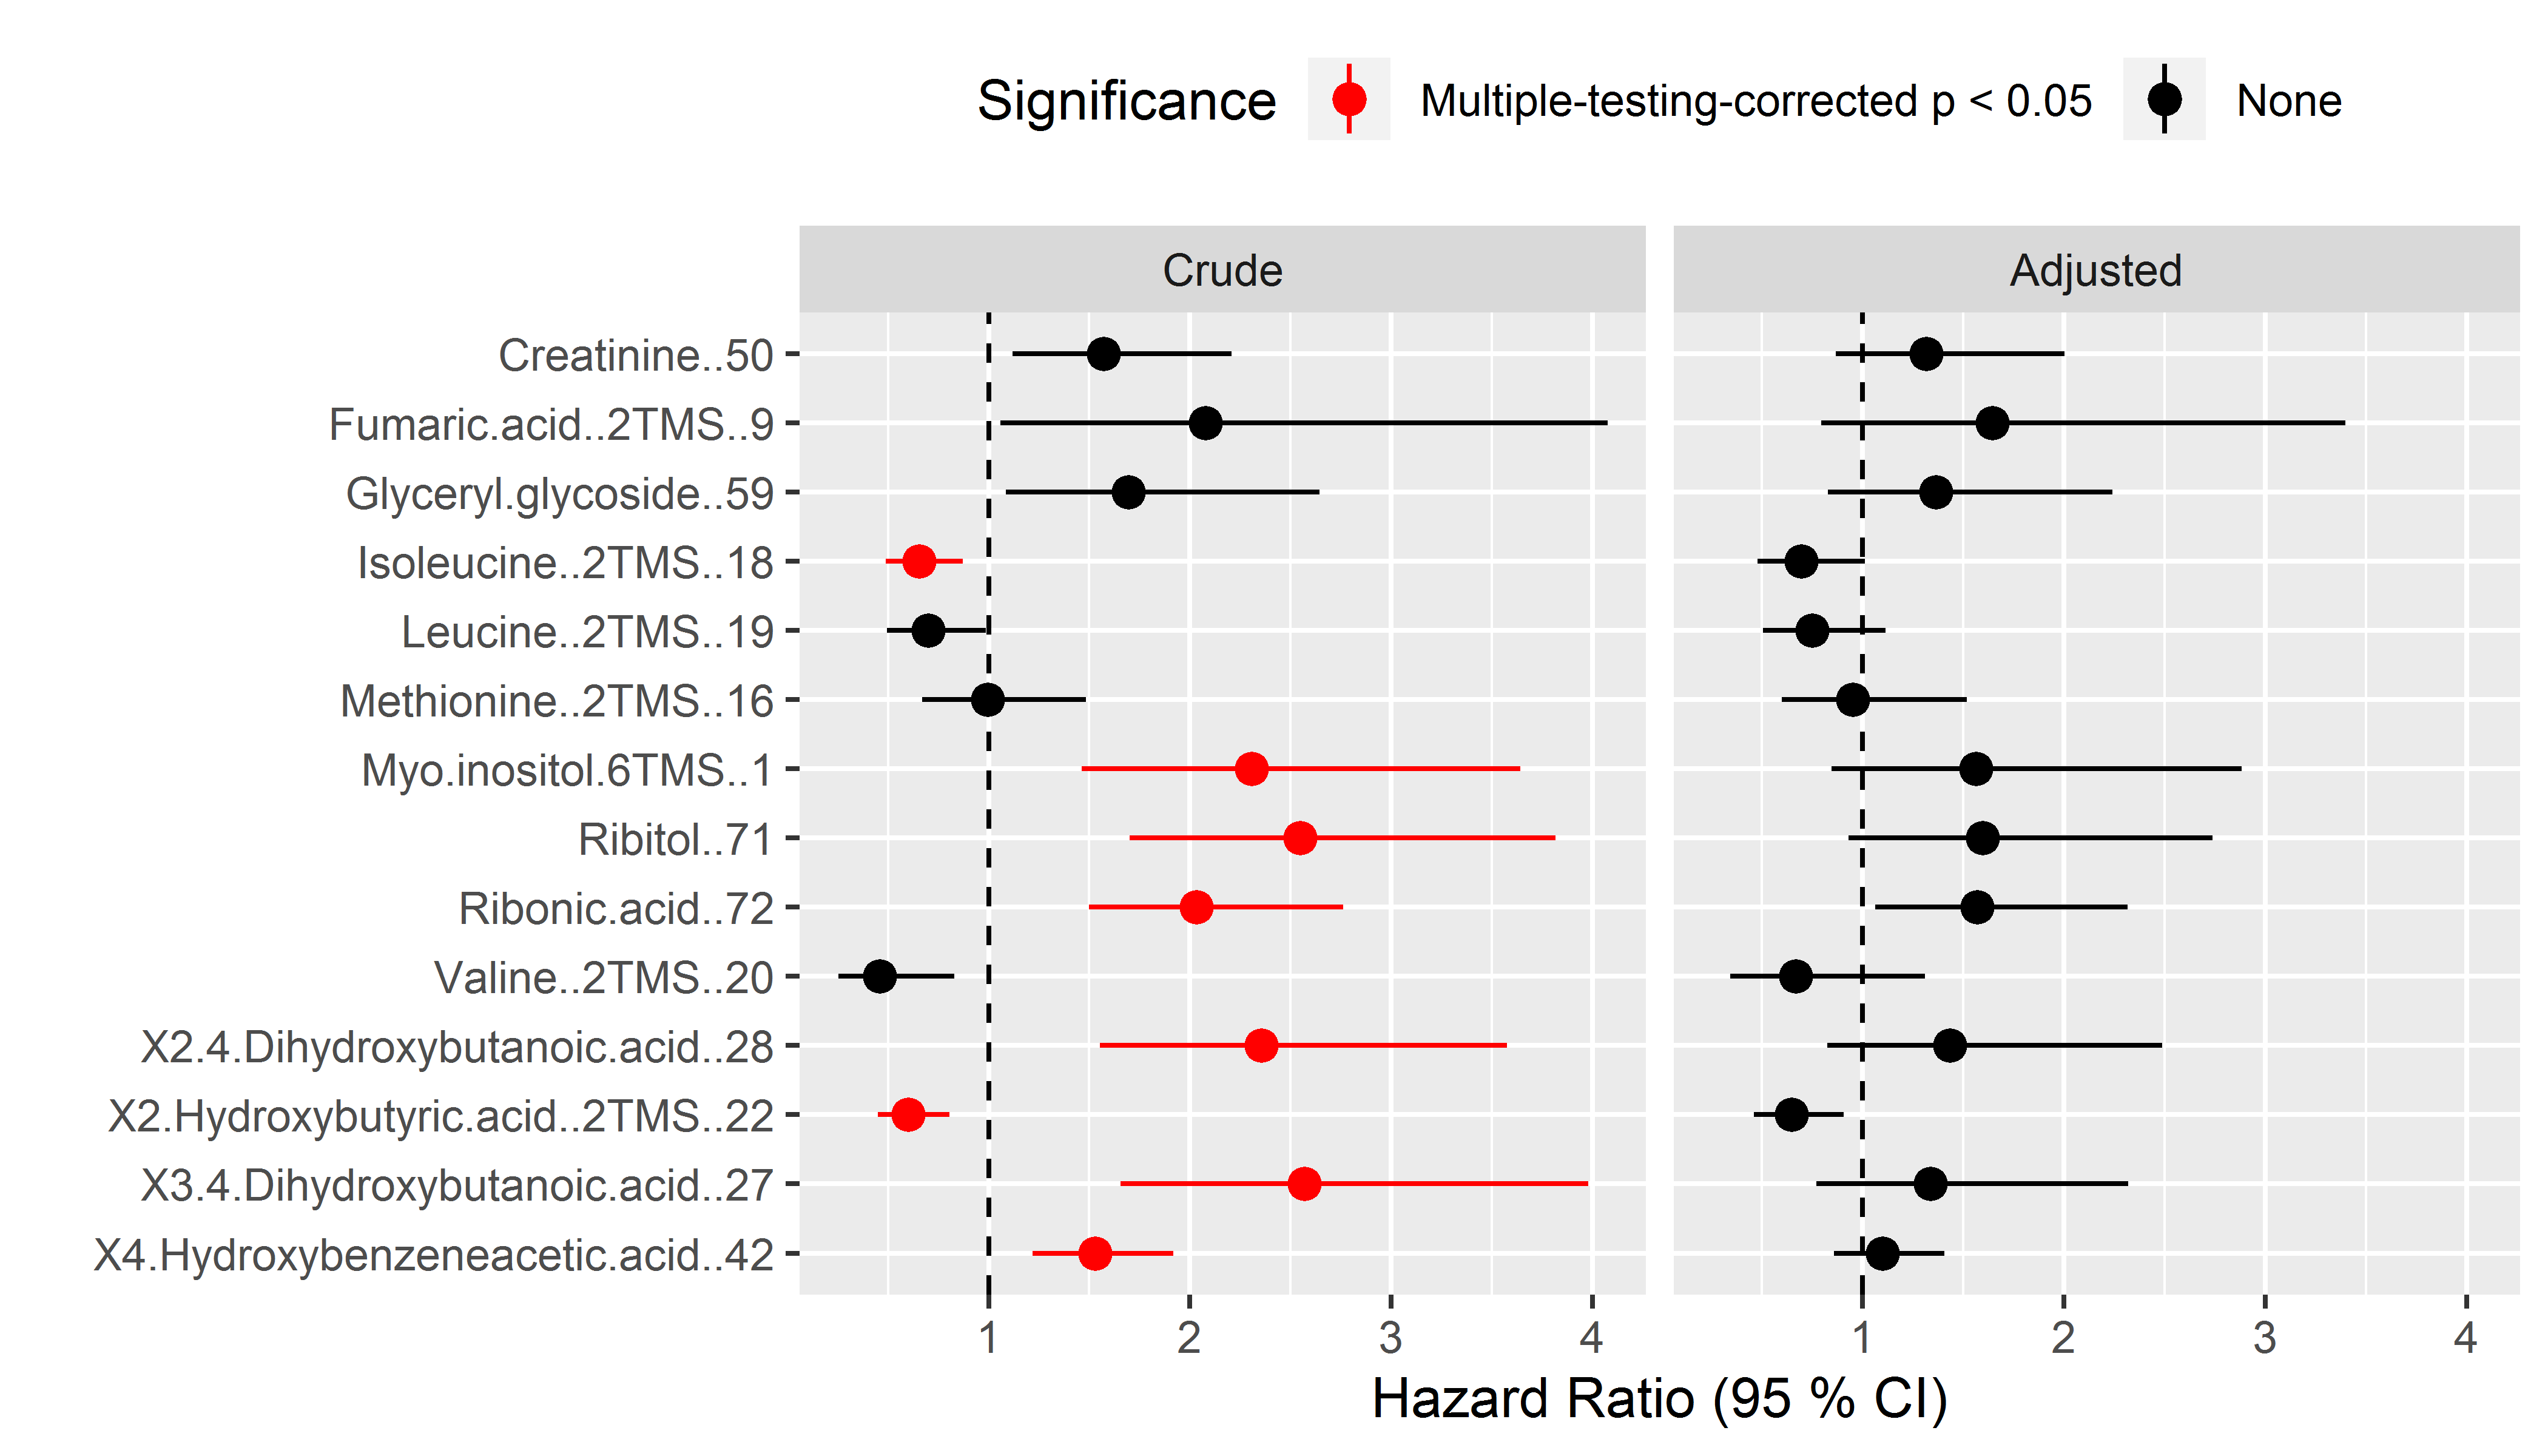 Significance Multiple-testing-corrected p < 0.05 None
Crude Adjusted
Creatinine..50
Fumaric.acid..2TMS..9
Glyceryl.glycoside..59
Isoleucine..2TMS..18
Leucine..2TMS..19
Methionine..2TMS..16
Myo.inositol.6TMS..1
Ribitol..71
Ribonic.acid..72
Valine..2TMS..20
X2.4.Dihydroxybutanoic.acid..28
X2.Hydroxybutyric.acid..2TMS..22
X3.4.Dihydroxybutanoic.acid..27
X4.Hydroxybenzeneacetic.acid..42
1 2 3 4 1 2 3 4
Hazard Ratio (95 % CI)